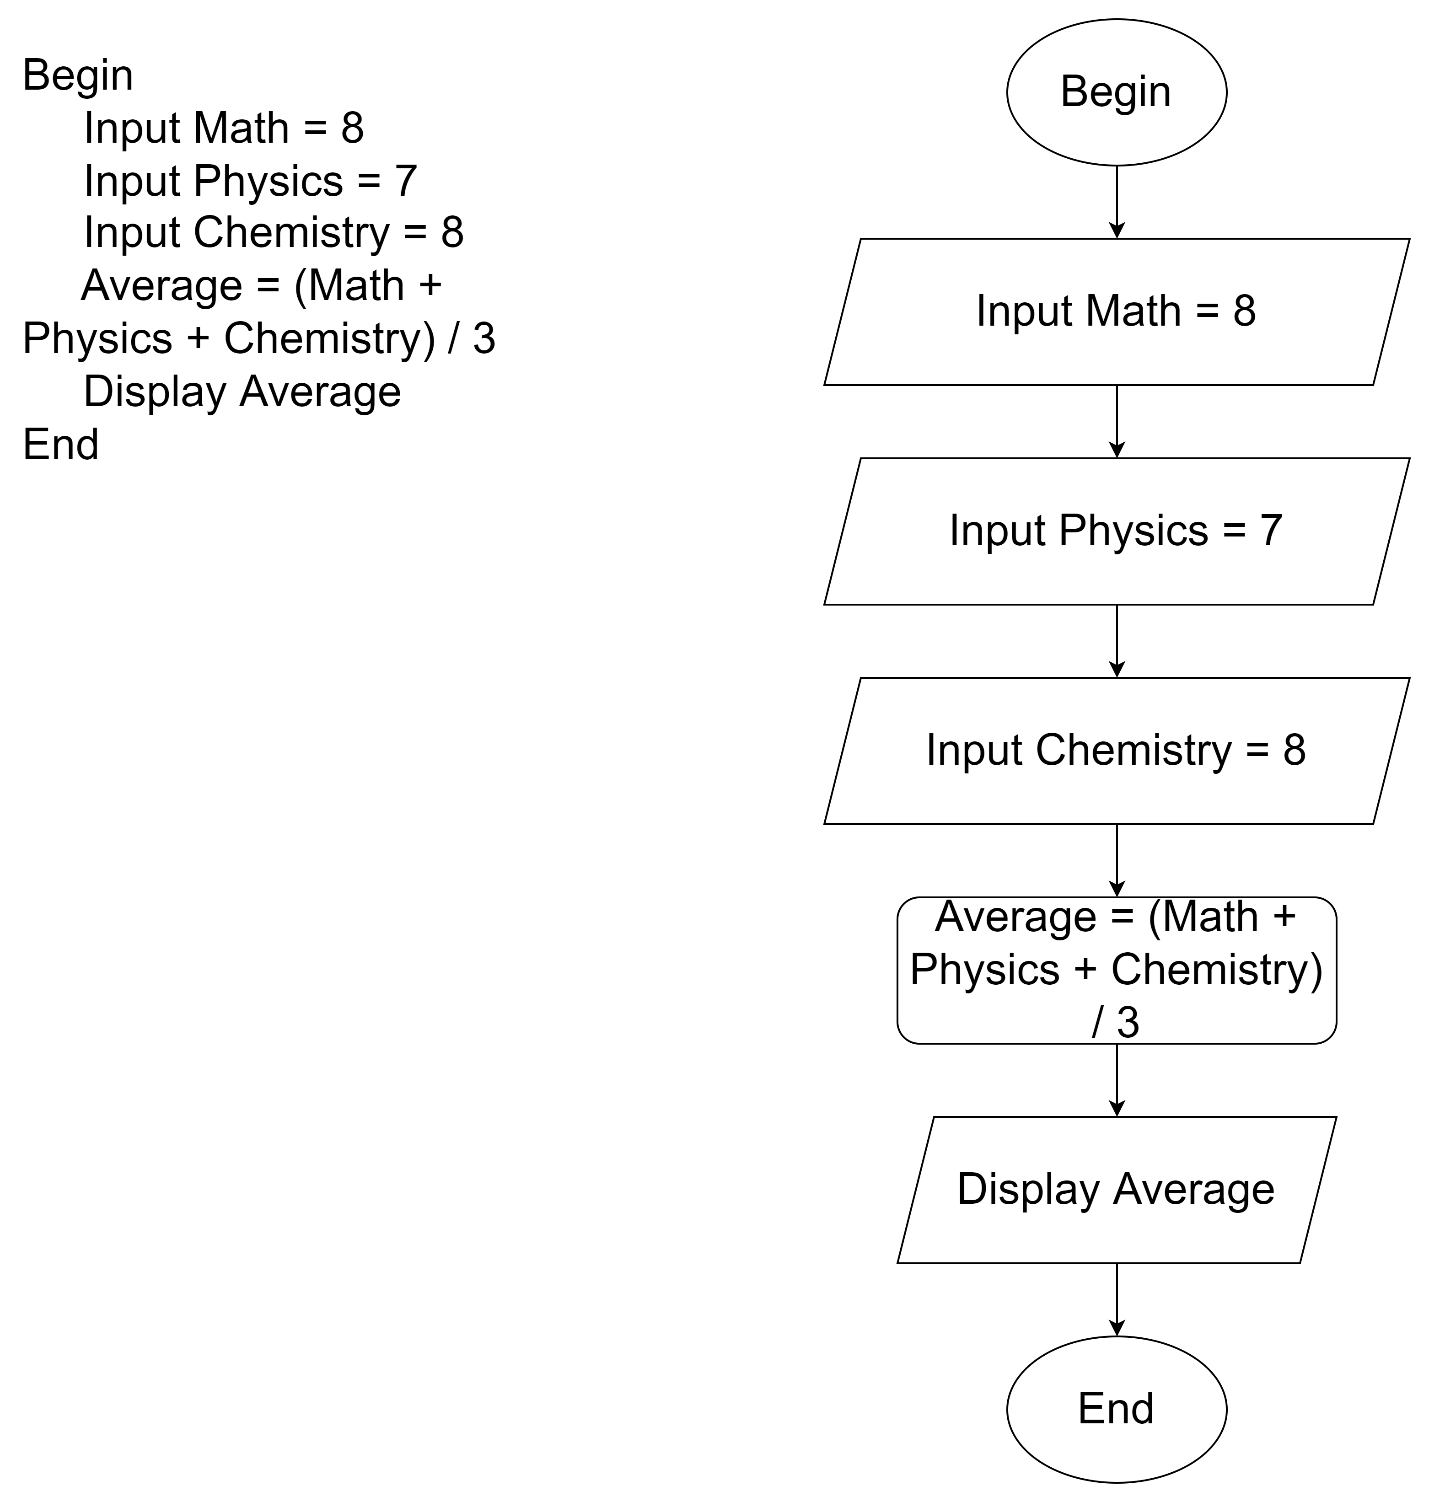 Begin
Input Math = 8
Input Physics = 7
Input Chemistry = 8
Average = (Math +
Physics + Chemistry) / 3
Display Average
End
Begin
Input Math = 8
Input Physics = 7
Input Chemistry = 8
Average = (Math +
Physics + Chemistry)
/ 3
Display Average
End